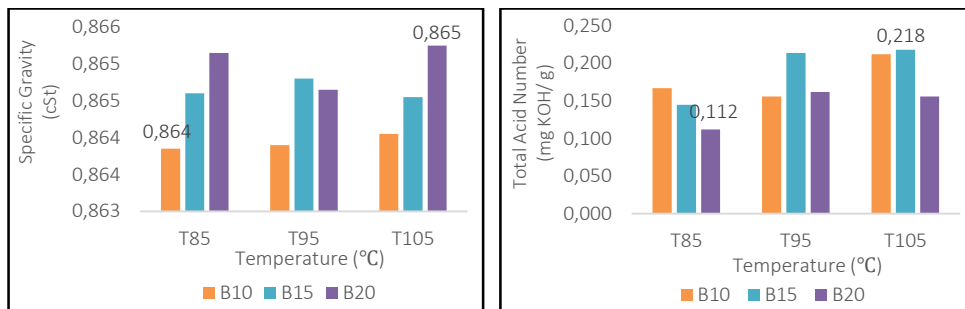 Specific Gravity
(cSt)
0,866
0,865
0,865
0,864
0,864
0,863
0,864
0,865
T85
T95
T105
Temperature (℃)
B10
B15
B20
Total Acid Number
(mg KOH/ g)
0,250
0,200
0,150
0,100
0,050
0,000
0,112
0,218
T85
T95
T105
Temperature (℃)
B10
B15
B20